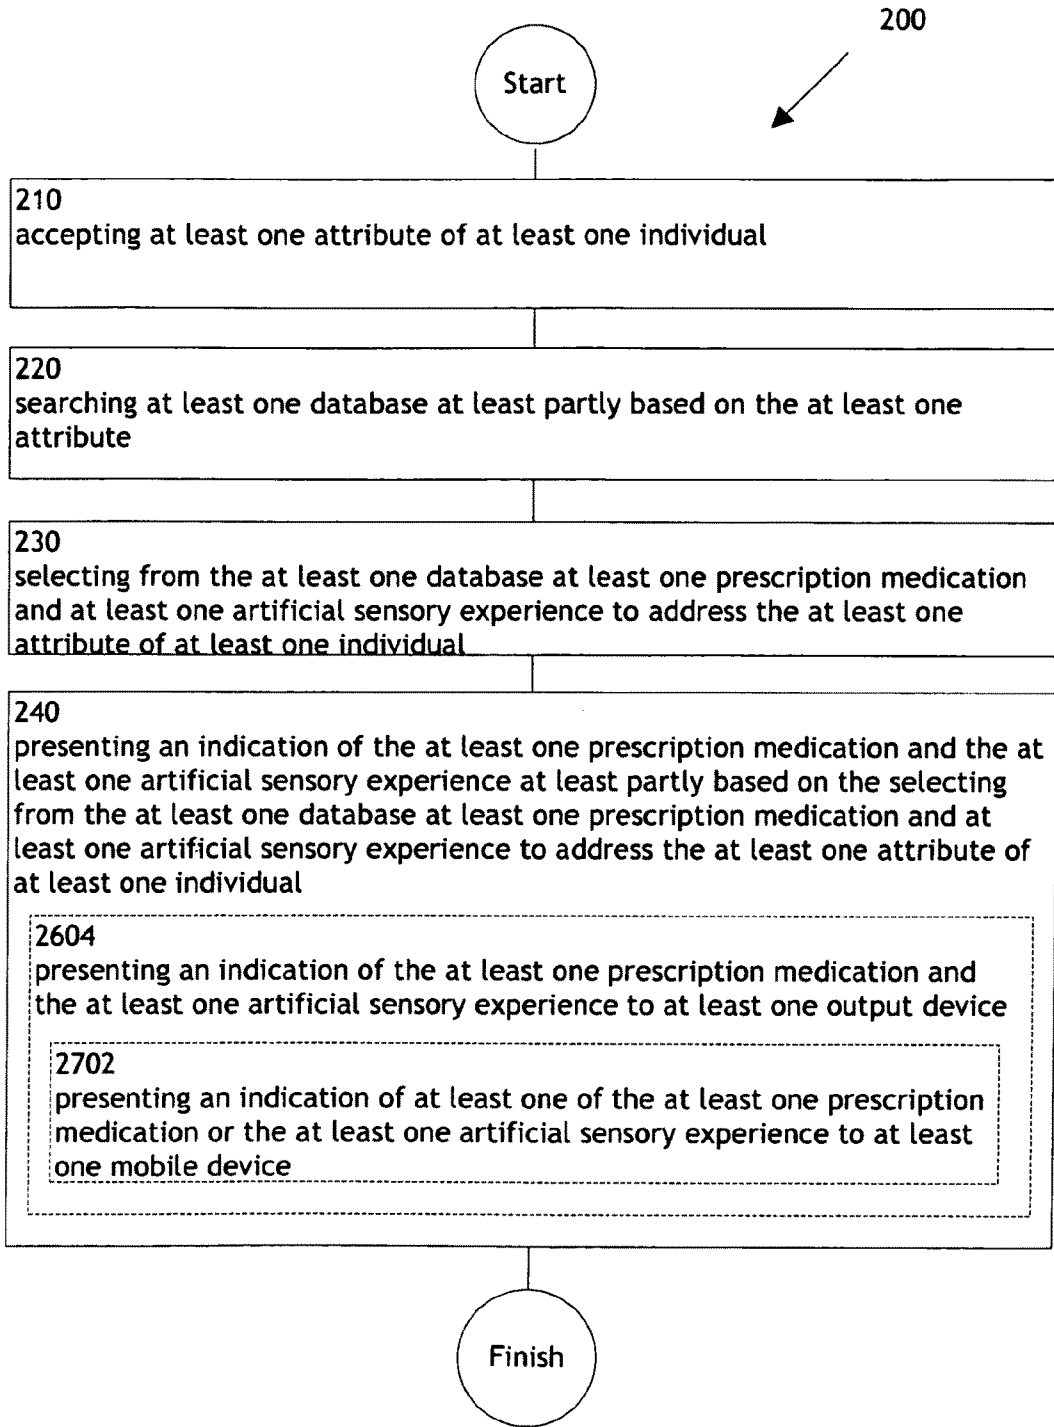 200
Start
210
accepting at least one attribute of at least one individual
220
searching at least one database at least partly based on the at least one
attribute
230
selecting from the at least one database at least one prescription medication
and at least one artificial sensory experience to address the at least one
attribute of at least one individual
240
presenting an indication of the at least one prescription medication and the at
least one artificial sensory experience at least partly based on the selecting
from the at least one database at least one prescription medication and at
least one artificial sensory experience to address the at least one attribute of
at least one individual
2604
presenting an indication of the at least one prescription medication and
the at least one artificial sensory experience to at least one output device
2702
presenting an indication of at least one of the at least one prescription
medication or the at least one artificial sensory experience to at least
one mobile device
Finish